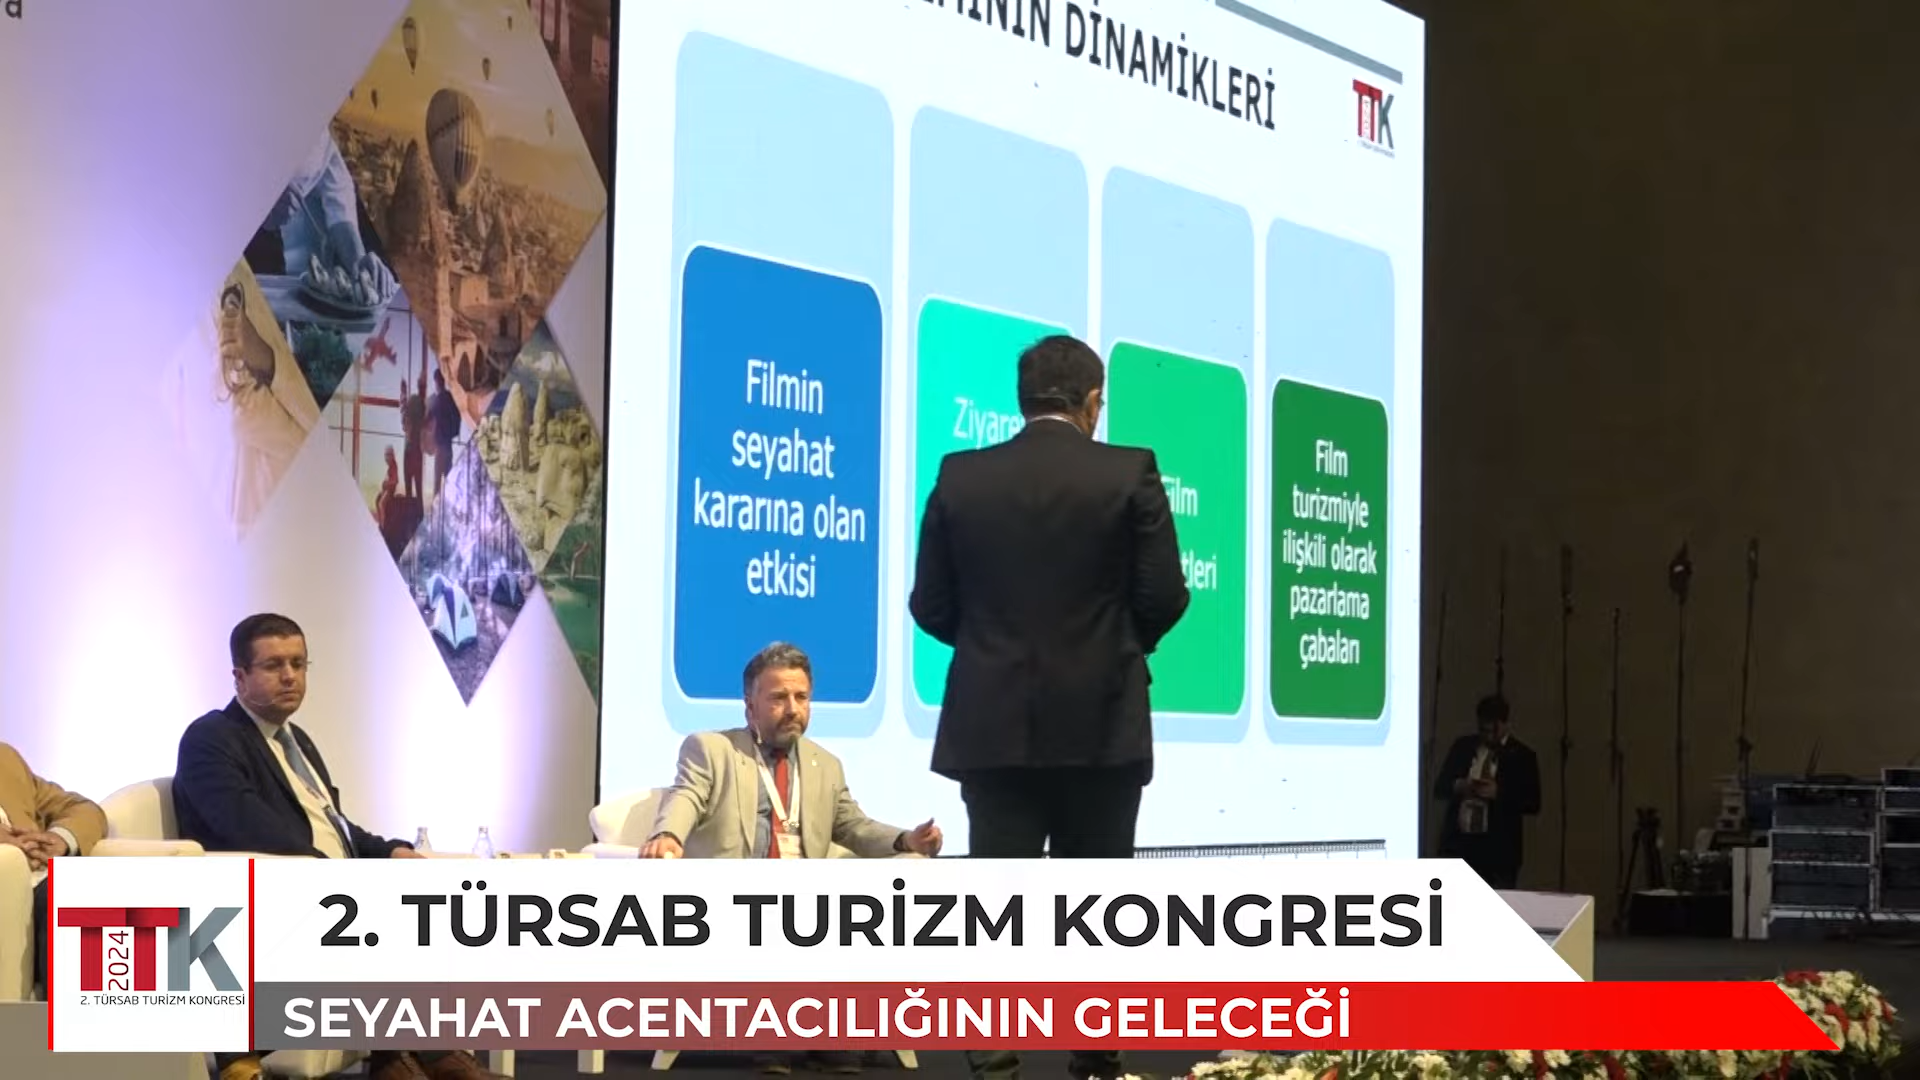 DİNAMİKLERİ
TTK
Filmin
seyahat
kararına olan
etkisi
Film
turizmiyle
ilişkili olarak
pazarlama
çabaları
2. TÜRSAB TURİZM KONGRESİ
TTK
2024
2. TÜRSAB TURİZM KONGRESİ
SEYAHAT ACENTACILIĞININ GELECEĞİ